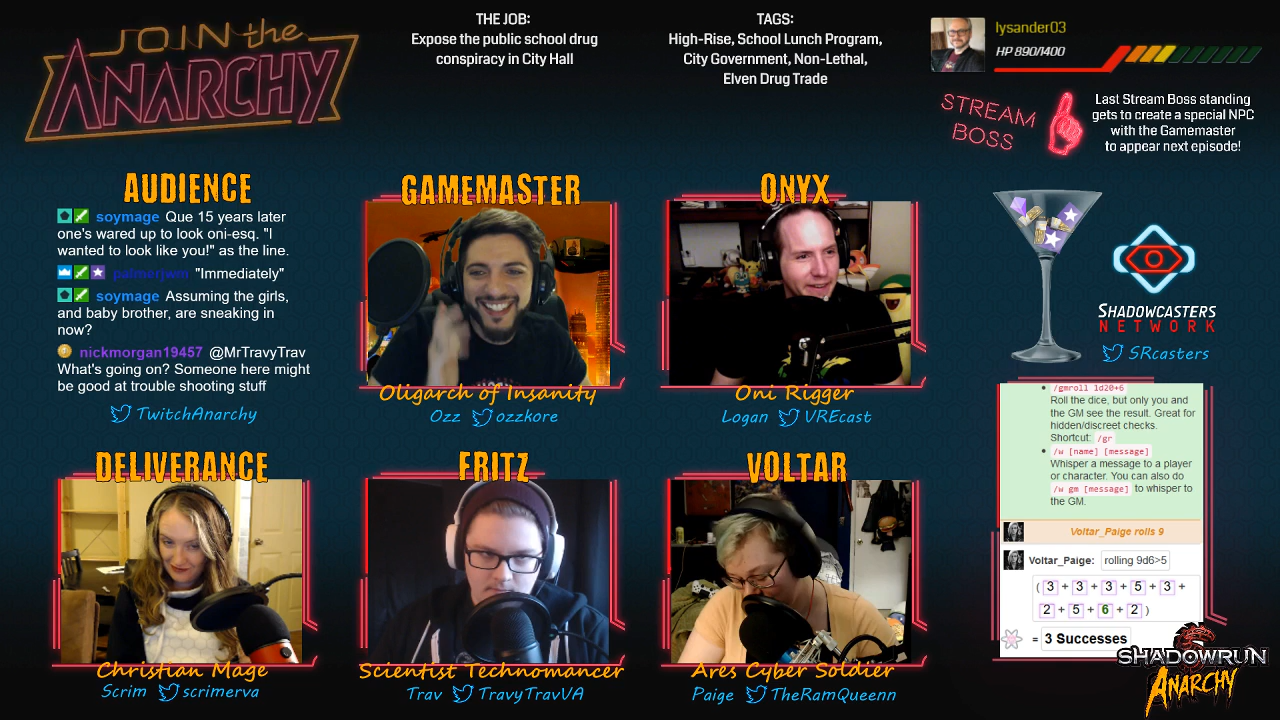 JOIN the
ANARCHY
THE JOB:
Expose the public school drug
conspiracy in City Hall
TAGS:
High-Rise, School Lunch Program,
City Government, Non-Lethal,
Elven Drug Trade
lysander03
HP 890/1400
STREAM
BOSS
Last Stream Boss standing
gets to create a special NPC
with the Gamemaster
to appear next episode!
AUDIENCE
soymage Que 15 years later
one's wared up to look oni-esq. "I
wanted to look like you!" as the line.
palmerjwm "Immediately"
soymage Assuming the girls,
and baby brother, are sneaking in
now?
nickmorgan19457 @MrTravyTrav
What's going on? Someone here might
be good at trouble shooting stuff
TwitchAnarchy
GAMEMASTER
Oligarch of Insanity
Ozz ozzkore
ONYX
Oni Rigger
Logan VREcast
SHADOWCASTERS
NETWORK
SRcasters
DELIVERANCE
Christian Mage
Scrim scrimerva
FRITZ
Scientist Technomancer
Trav TravyTravVA
VOLTAR
Ares Cyber Soldier
Paige TheRamQueenn
/gmroll 1d20+6
Roll the dice, but only you and
the GM see the result. Great for
hidden/discreet checks.
Shortcut: /gr
/w [name] [message]
Whisper a message to a player
or character. You can also do
/w gm [message] to whisper to
the GM.
Voltar_Paige rolls 9
Voltar_Paige: rolling 9d6>5
( 3 + 3 + 3 + 5 + 3 +
2 + 5 + 6 + 2 )
= 3 Successes
SHADOWRUN
ANARCHY